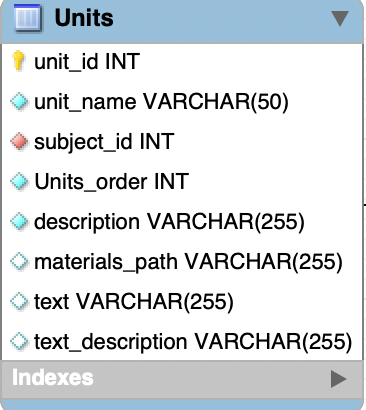 Units
unit_id INT
unit_name VARCHAR(50)
subject_id INT
Units_order INT
description VARCHAR(255)
materials_path VARCHAR(255)
text VARCHAR(255)
text_description VARCHAR(255)
Indexes